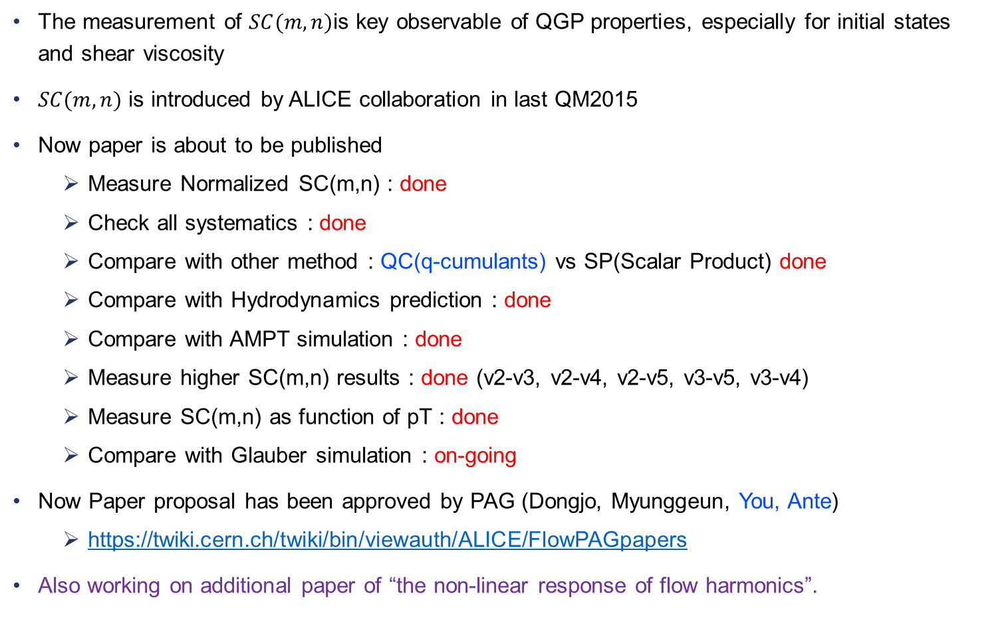 • The measurement of SC(m,n)is key observable of QGP properties, especially for initial states
and shear viscosity
• SC(m,n) is introduced by ALICE collaboration in last QM2015
• Now paper is about to be published
➢ Measure Normalized SC(m,n) : done
➢ Check all systematics : done
➢ Compare with other method : QC(q-cumulants) vs SP(Scalar Product) done
➢ Compare with Hydrodynamics prediction : done
➢ Compare with AMPT simulation : done
➢ Measure higher SC(m,n) results : done (v2-v3, v2-v4, v2-v5, v3-v5, v3-v4)
➢ Measure SC(m,n) as function of pT : done
➢ Compare with Glauber simulation : on-going
• Now Paper proposal has been approved by PAG (Dongjo, Myunggeun, You, Ante)
➢ https://twiki.cern.ch/twiki/bin/viewauth/ALICE/FlowPAGpapers
• Also working on additional paper of “the non-linear response of flow harmonics”.